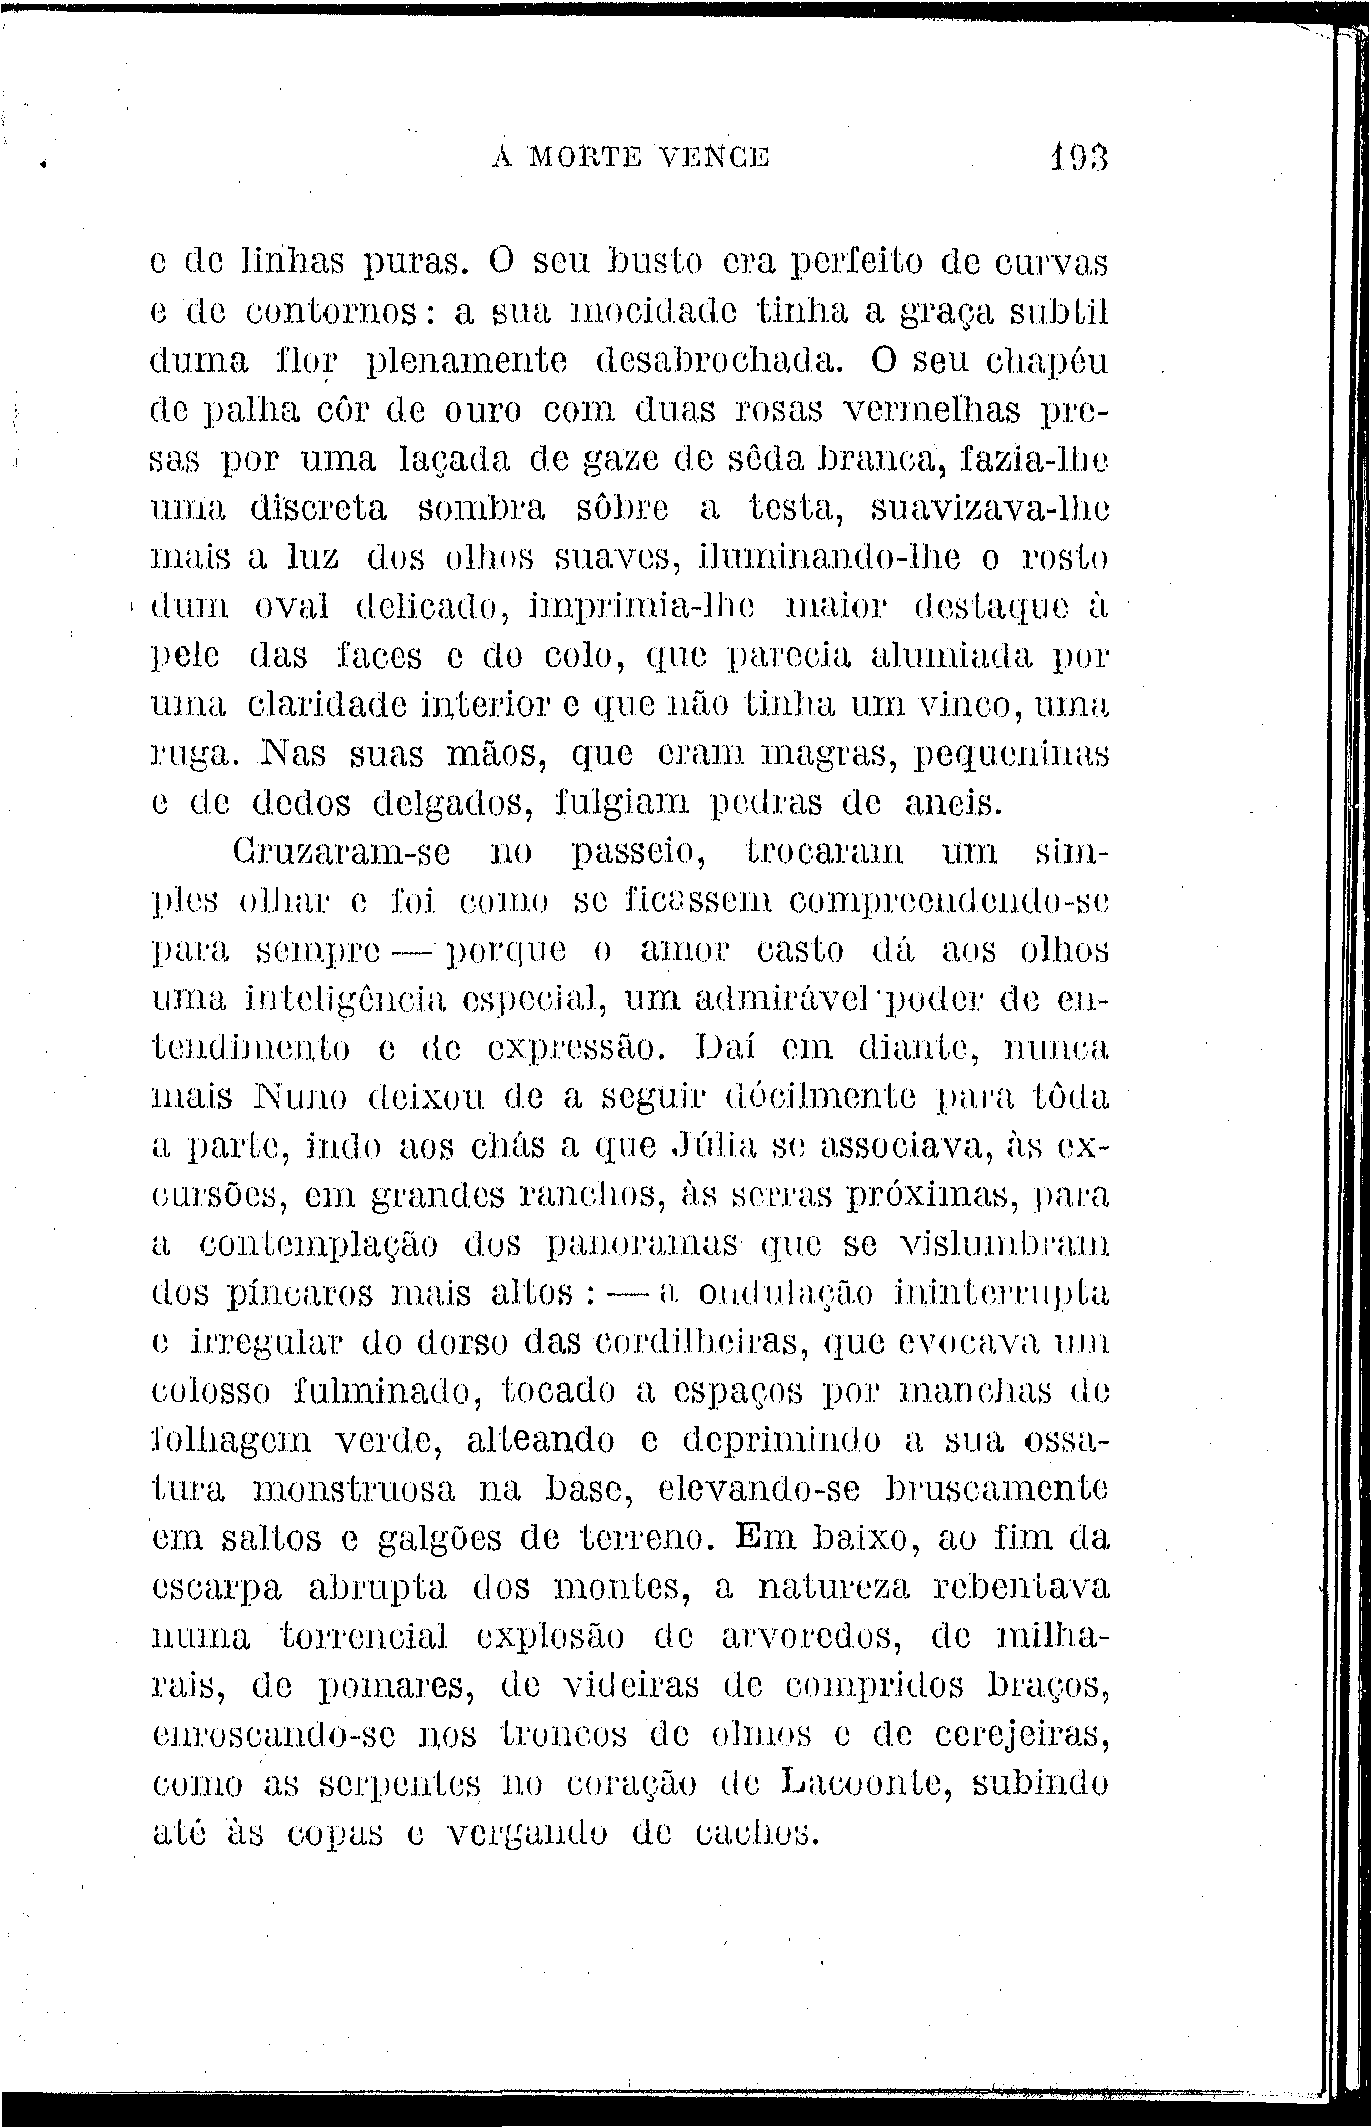 A MORTE VENCE 193
e de linhas puras. O seu busto era perfeito de curvas
e de contornos: a sua mocidade tinha a graça subtil
duma flor plenamente desabrochada. O seu chapéu
de palha côr de ouro com duas rosas vermelhas pre-
sas por uma laçada de gaze de sêda branca, fazia-lhe
uma discreta sombra sôbre a testa, suavizava-lhe
mais a luz dos olhos suaves, iluminando-lhe o rosto
dum oval delicado, imprimia-lhe maior destaque à
pele das faces e do colo, que parecia alumiada por
uma claridade interior e que não tinha um vinco, uma
ruga. Nas suas mãos, que eram magras, pequeninas
e de dedos delgados, fulgiam pedras de aneis.
Cruzaram-se no passeio, trocaram um sim-
ples olhar e foi como se ficassem compreendendo-se
para sempre — porque o amor casto dá aos olhos
uma inteligência especial, um admirável poder de en-
tendimento e de expressão. Daí em diante, nunca
mais Nuno deixou de a seguir dócilmente para tôda
a parte, indo aos chás a que Júlia se associava, às ex-
cursões, em grandes ranchos, às serras próximas, para
a contemplação dos panoramas que se vislumbram
dos píncaros mais altos : — a ondulação ininterrupta
e irregular do dorso das cordilheiras, que evocava um
colosso fulminado, tocado a espaços por manchas de
folhagem verde, alteando e deprimindo a sua ossa-
tura monstruosa na base, elevando-se bruscamente
em saltos e galgões de terreno. Em baixo, ao fim da
escarpa abrupta dos montes, a natureza rebentava
numa torrencial explosão de arvoredos, de milha-
rais, de pomares, de videiras de compridos braços,
enroscando-se nos troncos de olmos e de cerejeiras,
como as serpentes no coração de Lacoonte, subindo
até às copas e vergando de cachos.